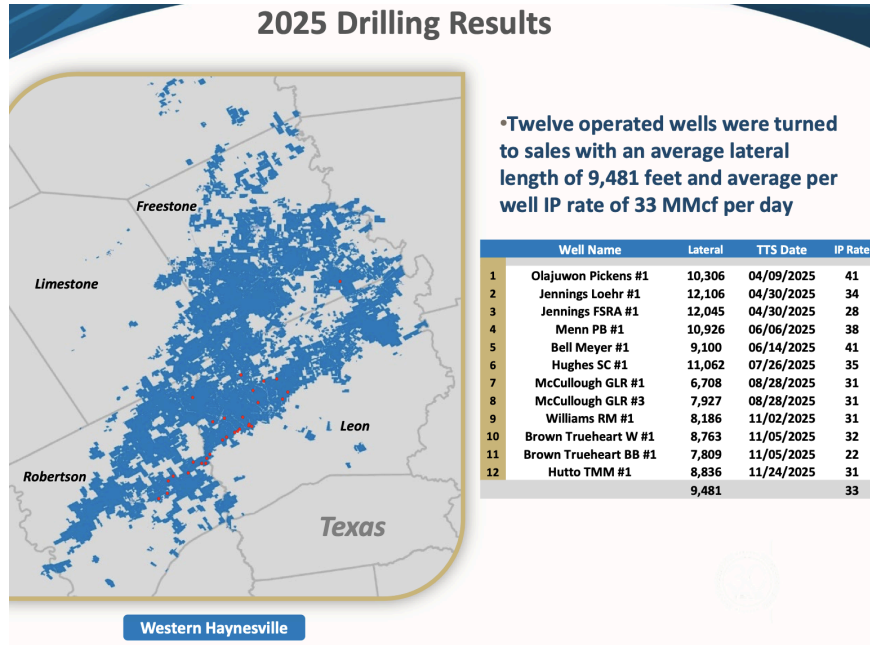 2025 Drilling Results
Freestone
Limestone
Leon
Robertson
Texas
Western Haynesville
•Twelve operated wells were turned
to sales with an average lateral
length of 9,481 feet and average per
well IP rate of 33 MMcf per day
Well Name Lateral TTS Date IP Rate
1 Olajuwon Pickens #1 10,306 04/09/2025 41
2 Jennings Loehr #1 12,106 04/30/2025 34
3 Jennings FSRA #1 12,045 04/30/2025 28
4 Menn PB #1 10,926 06/06/2025 38
5 Bell Meyer #1 9,100 06/14/2025 41
6 Hughes SC #1 11,062 07/26/2025 35
7 McCullough GLR #1 6,708 08/28/2025 31
8 McCullough GLR #3 7,927 08/28/2025 31
9 Williams RM #1 8,186 11/02/2025 31
10 Brown Trueheart W #1 8,763 11/05/2025 32
11 Brown Trueheart BB #1 7,809 11/05/2025 22
12 Hutto TMM #1 8,836 11/24/2025 31
9,481 33